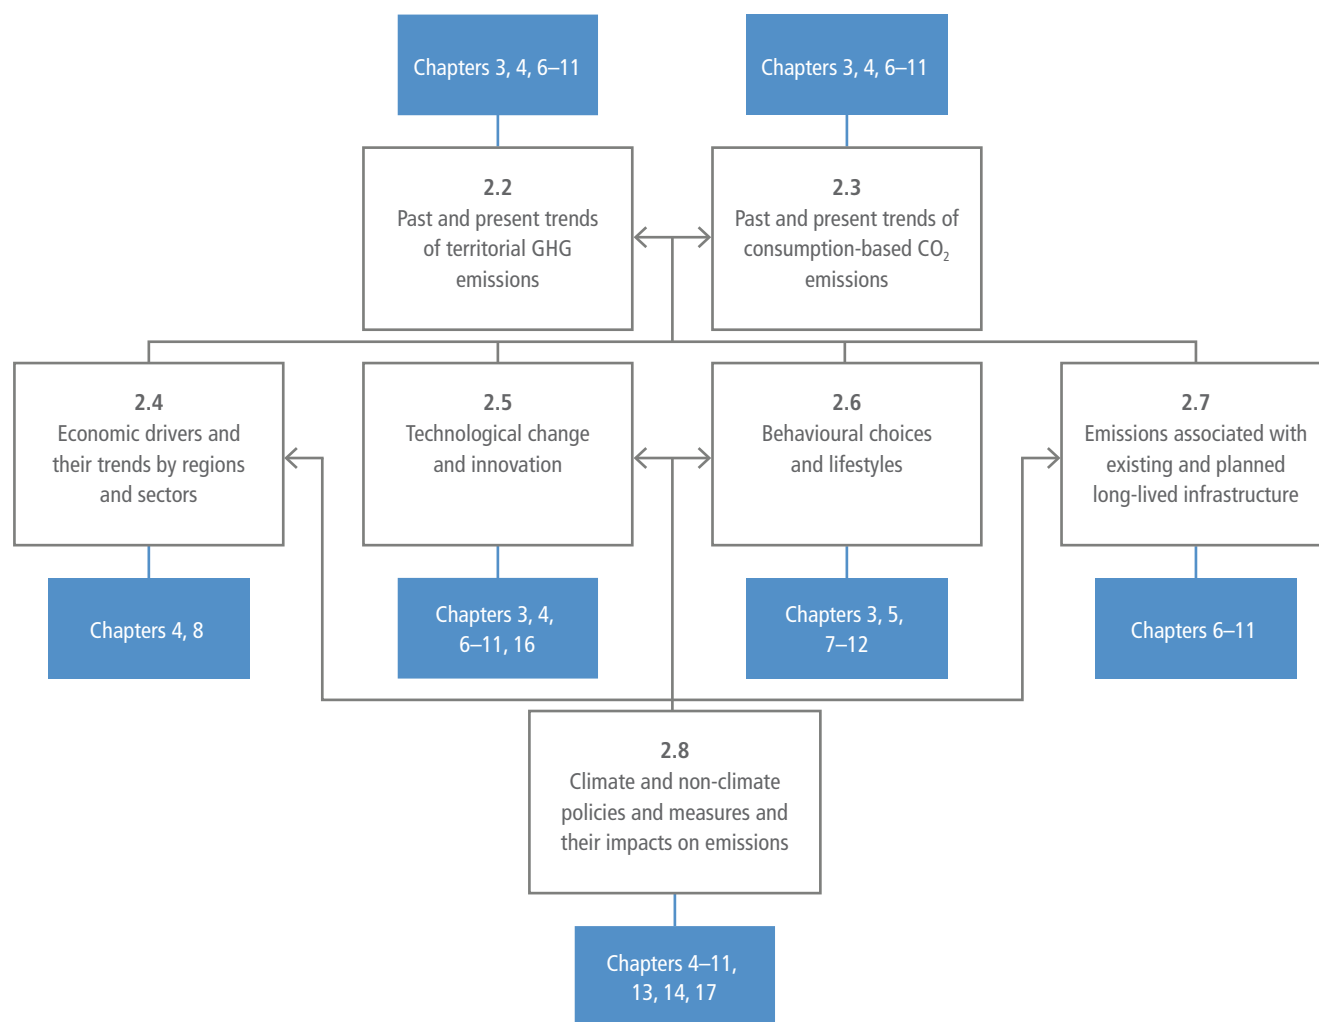 Chapters 3, 4, 6–11
Chapters 3, 4, 6–11
2.2
Past and present trends
of territorial GHG
emissions
2.3
Past and present trends of
consumption-based CO₂
emissions
2.4
Economic drivers and
their trends by regions
and sectors
2.5
Technological change
and innovation
2.6
Behavioural choices
and lifestyles
2.7
Emissions associated with
existing and planned
long-lived infrastructure
Chapters 4, 8
Chapters 3, 4,
6–11, 16
Chapters 3, 5,
7–12
Chapters 6–11
2.8
Climate and non-climate
policies and measures and
their impacts on emissions
Chapters 4–11,
13, 14, 17